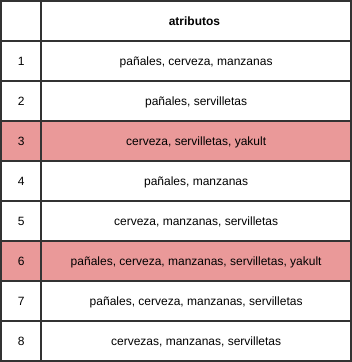 atributos
1 pañales, cerveza, manzanas
2 pañales, servilletas
3 cerveza, servilletas, yakult
4 pañales, manzanas
5 cerveza, manzanas, servilletas
6 pañales, cerveza, manzanas, servilletas, yakult
7 pañales, cerveza, manzanas, servilletas
8 cervezas, manzanas, servilletas